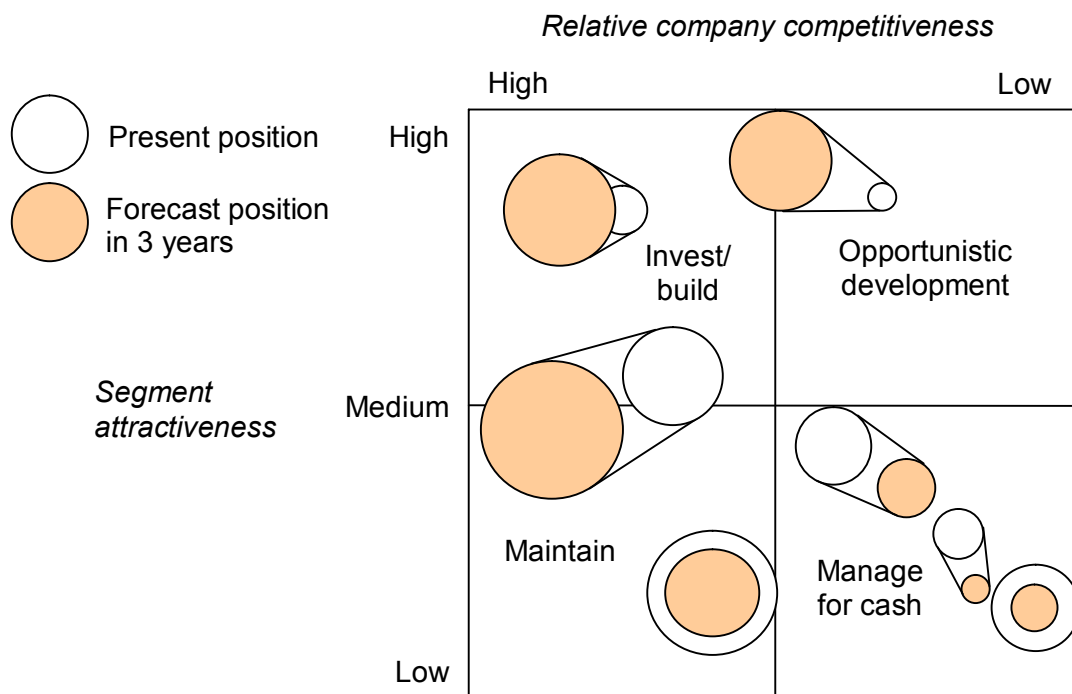 Relative company competitiveness
High
Low
Present position
High
Forecast position
in 3 years
Invest/
build
Opportunistic
development
Segment
attractiveness
Medium
Maintain
Manage
for cash
Low